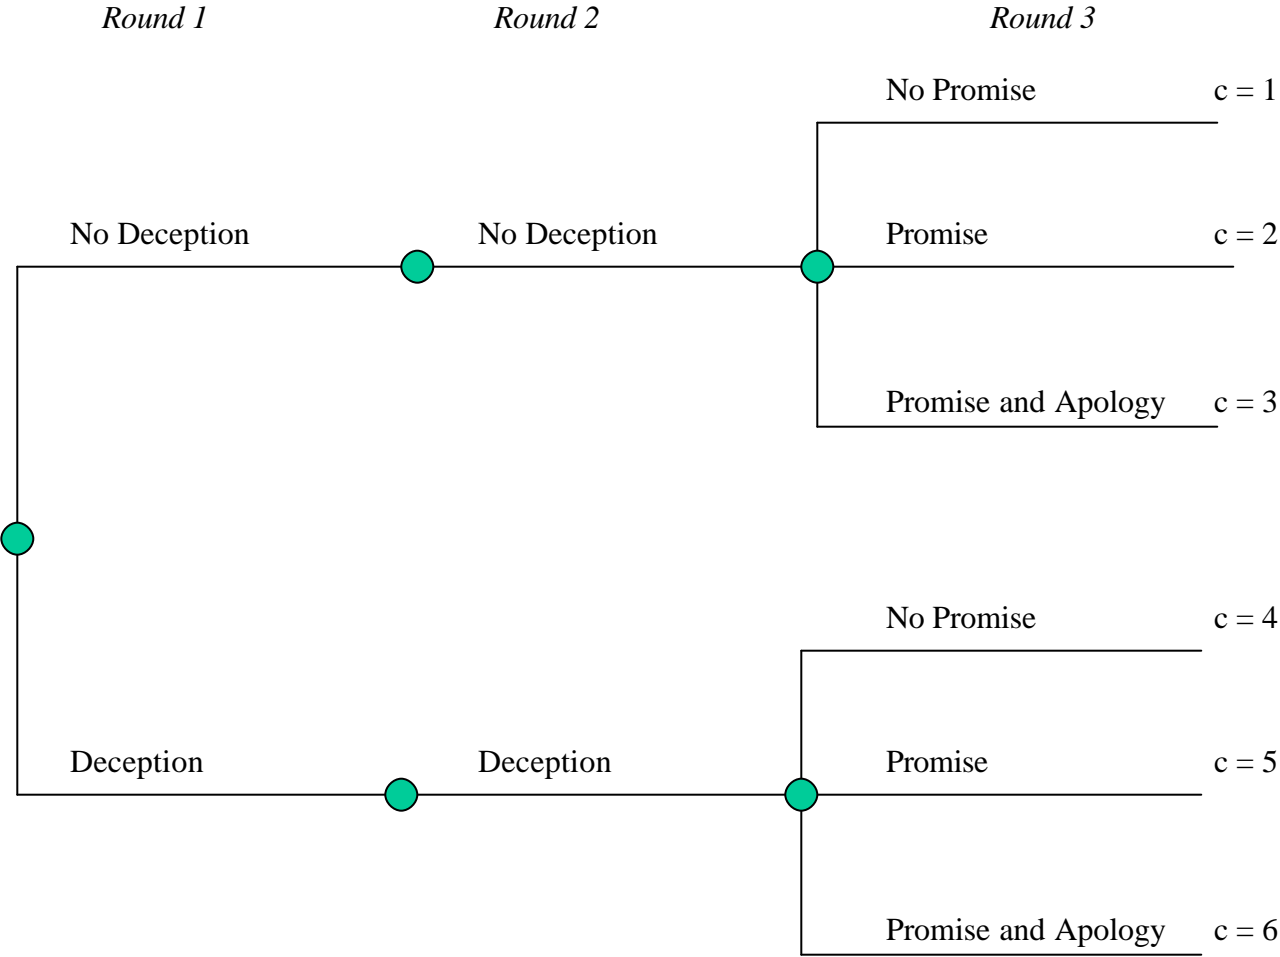 Round 1 Round 2 Round 3
No Promise c = 1
No Deception No Deception Promise c = 2
Promise and Apology c = 3
No Promise c = 4
Deception Deception Promise c = 5
Promise and Apology c = 6